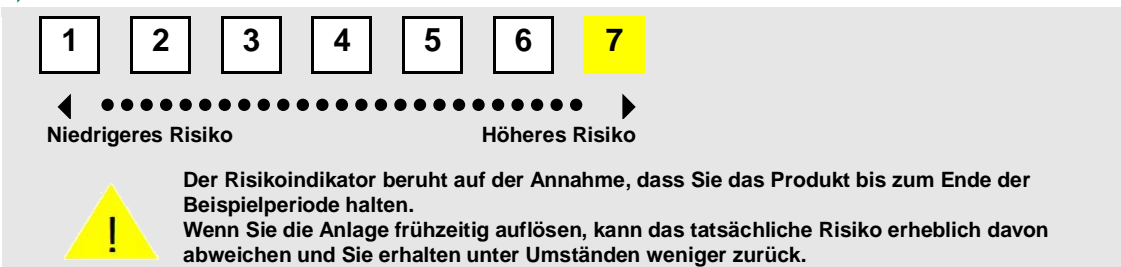 1 2 3 4 5 6 7
Niedrigeres Risiko Höheres Risiko
Der Risikoindikator beruht auf der Annahme, dass Sie das Produkt bis zum Ende der
Beispielperiode halten.
! Wenn Sie die Anlage frühzeitig auflösen, kann das tatsächliche Risiko erheblich davon
abweichen und Sie erhalten unter Umständen weniger zurück.